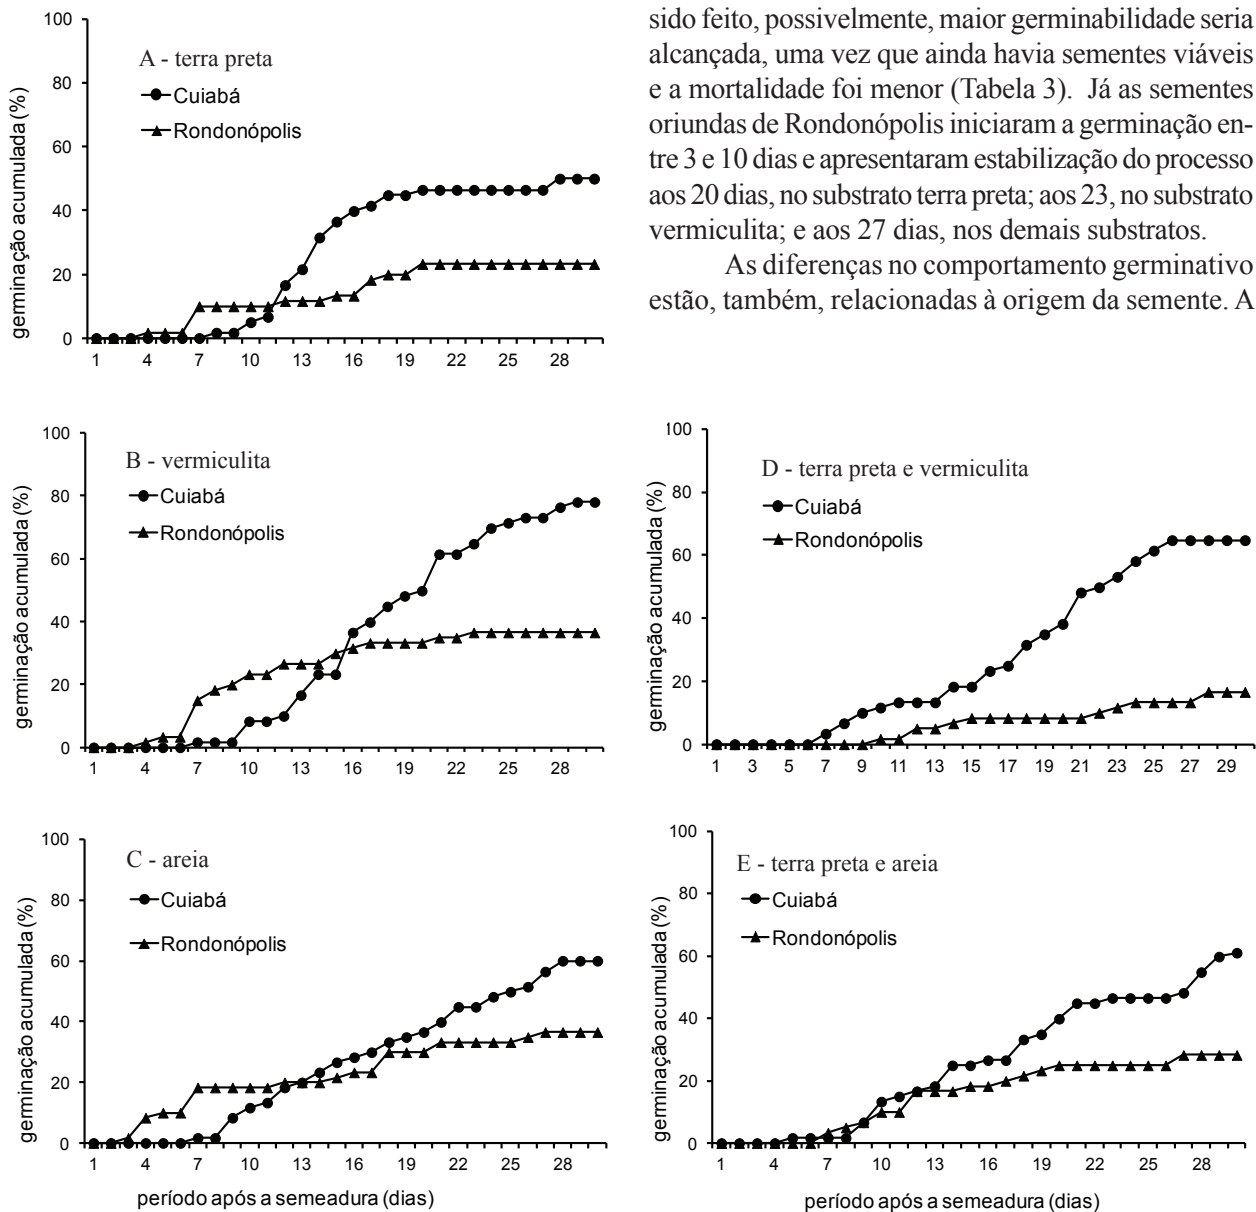 sido feito, possivelmente, maior germinabilidade seria
alcançada, uma vez que ainda havia sementes viáveis
e a mortalidade foi menor (Tabela 3). Já as sementes
oriundas de Rondonópolis iniciaram a germinação en-
tre 3 e 10 dias e apresentaram estabilização do processo
aos 20 dias, no substrato terra preta; aos 23, no substrato
vermiculita; e aos 27 dias, nos demais substratos.
As diferenças no comportamento germinativo
estão, também, relacionadas à origem da semente. A
A - terra preta
Cuiabá
Rondonópolis
germinação acumulada (%)
100
80
60
40
20
0
1 4 7 10 13 16 19 22 25 28
B - vermiculita
Cuiabá
Rondonópolis
germinação acumulada (%)
100
80
60
40
20
0
1 4 7 10 13 16 19 22 25 28
C - areia
Cuiabá
Rondonópolis
germinação acumulada (%)
100
80
60
40
20
0
1 4 7 10 13 16 19 22 25 28
período após a semeadura (dias)
D - terra preta e vermiculita
Cuiabá
Rondonópolis
germinação acumulada (%)
100
80
60
40
20
0
1 3 5 7 9 11 13 15 17 19 21 23 25 27 29
E - terra preta e areia
Cuiabá
Rondonópolis
germinação acumulada (%)
100
80
60
40
20
0
1 4 7 10 13 16 19 22 25 28
período após a semeadura (dias)